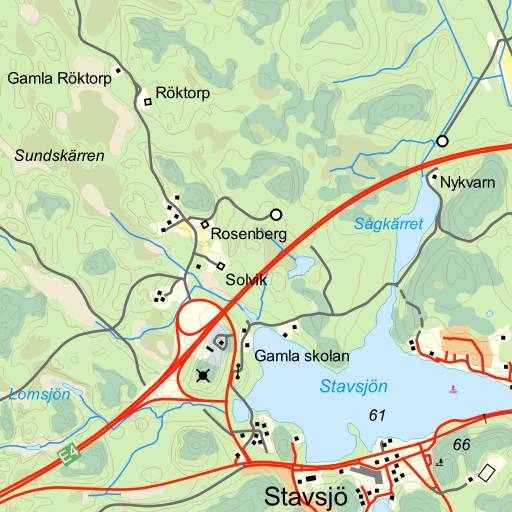 Gamla Röktorp
Röktorp
Sundskärren
Nykvarn
Sågkärret
Rosenberg
Solvik
Gamla skolan
Stavsjön
Lomsjön
61
66
E4
Stavsjö